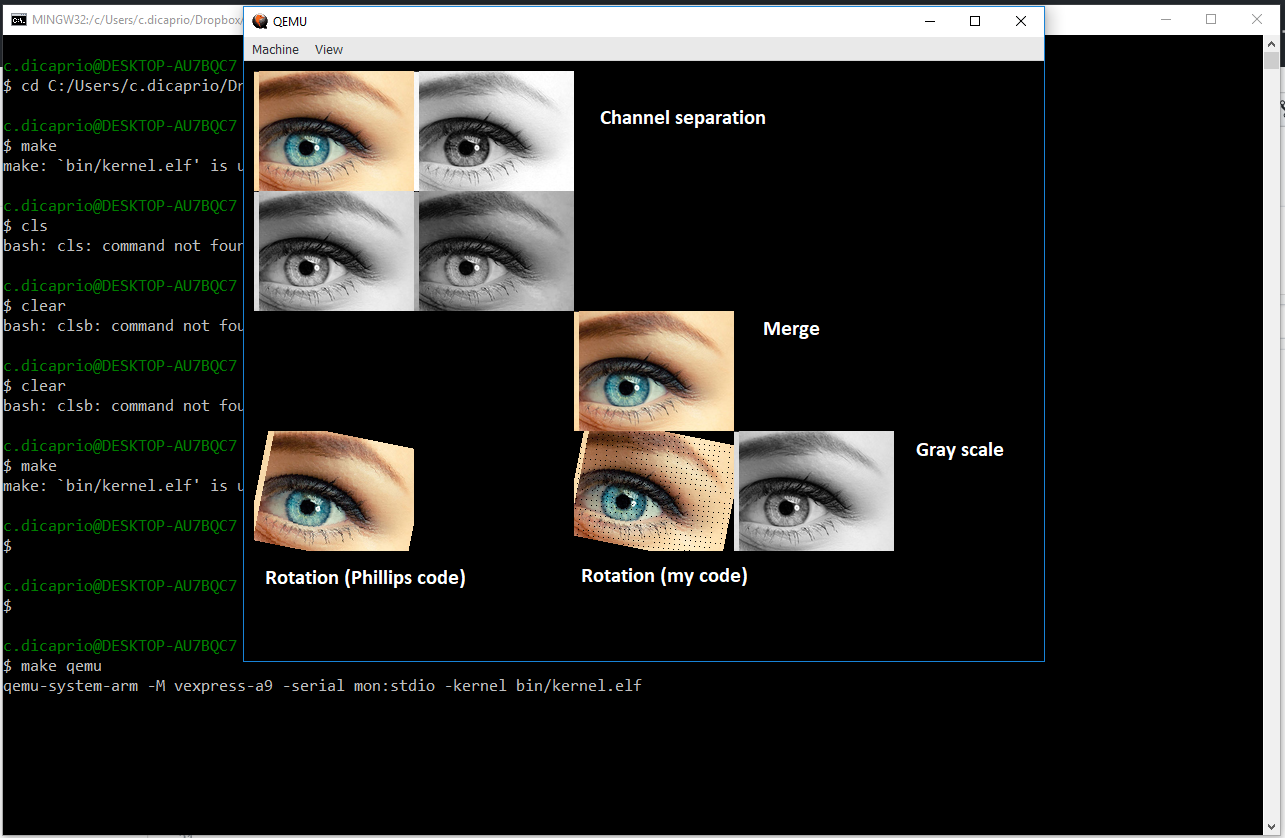 MINGW32:/c/Users/c.dicaprio/Dropbox/
QEMU
Machine View
c.dicaprio@DESKTOP-AU7BQC7
$ cd C:/Users/c.dicaprio/Dr
c.dicaprio@DESKTOP-AU7BQC7
$ make
make: `bin/kernel.elf' is u
c.dicaprio@DESKTOP-AU7BQC7
$ cls
bash: cls: command not foun
c.dicaprio@DESKTOP-AU7BQC7
$ clear
bash: clsb: command not fou
c.dicaprio@DESKTOP-AU7BQC7
$ clear
bash: clsb: command not fou
c.dicaprio@DESKTOP-AU7BQC7
$ make
make: `bin/kernel.elf' is u
c.dicaprio@DESKTOP-AU7BQC7
$
c.dicaprio@DESKTOP-AU7BQC7
$
c.dicaprio@DESKTOP-AU7BQC7
$ make qemu
qemu-system-arm -M vexpress-a9 -serial mon:stdio -kernel bin/kernel.elf
Channel separation
Merge
Gray scale
Rotation (Phillips code)
Rotation (my code)